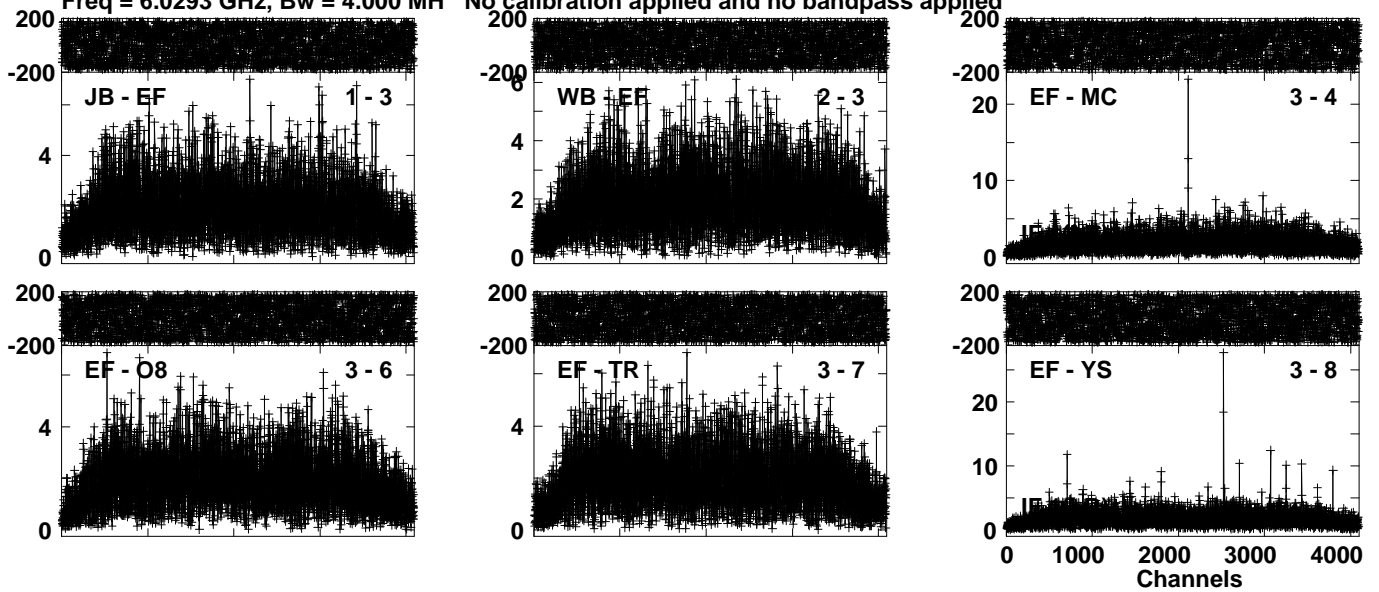 Freq = 6.0293 GHz, Bw = 4.000 MH No calibration applied and no bandpass applied
200 200 200
-200 -200 -200
JB - EF 1 - 3 WB - EF 2 - 3 EF - MC 3 - 4
6
20
4 4
10
2
0 0 0
IF
200 200 200
-200 -200 -200
EF - O8 3 - 6 EF - TR 3 - 7 EF - YS 3 - 8
20
4 4
10
0 0 0
IF
0 1000 2000 3000 4000
Channels